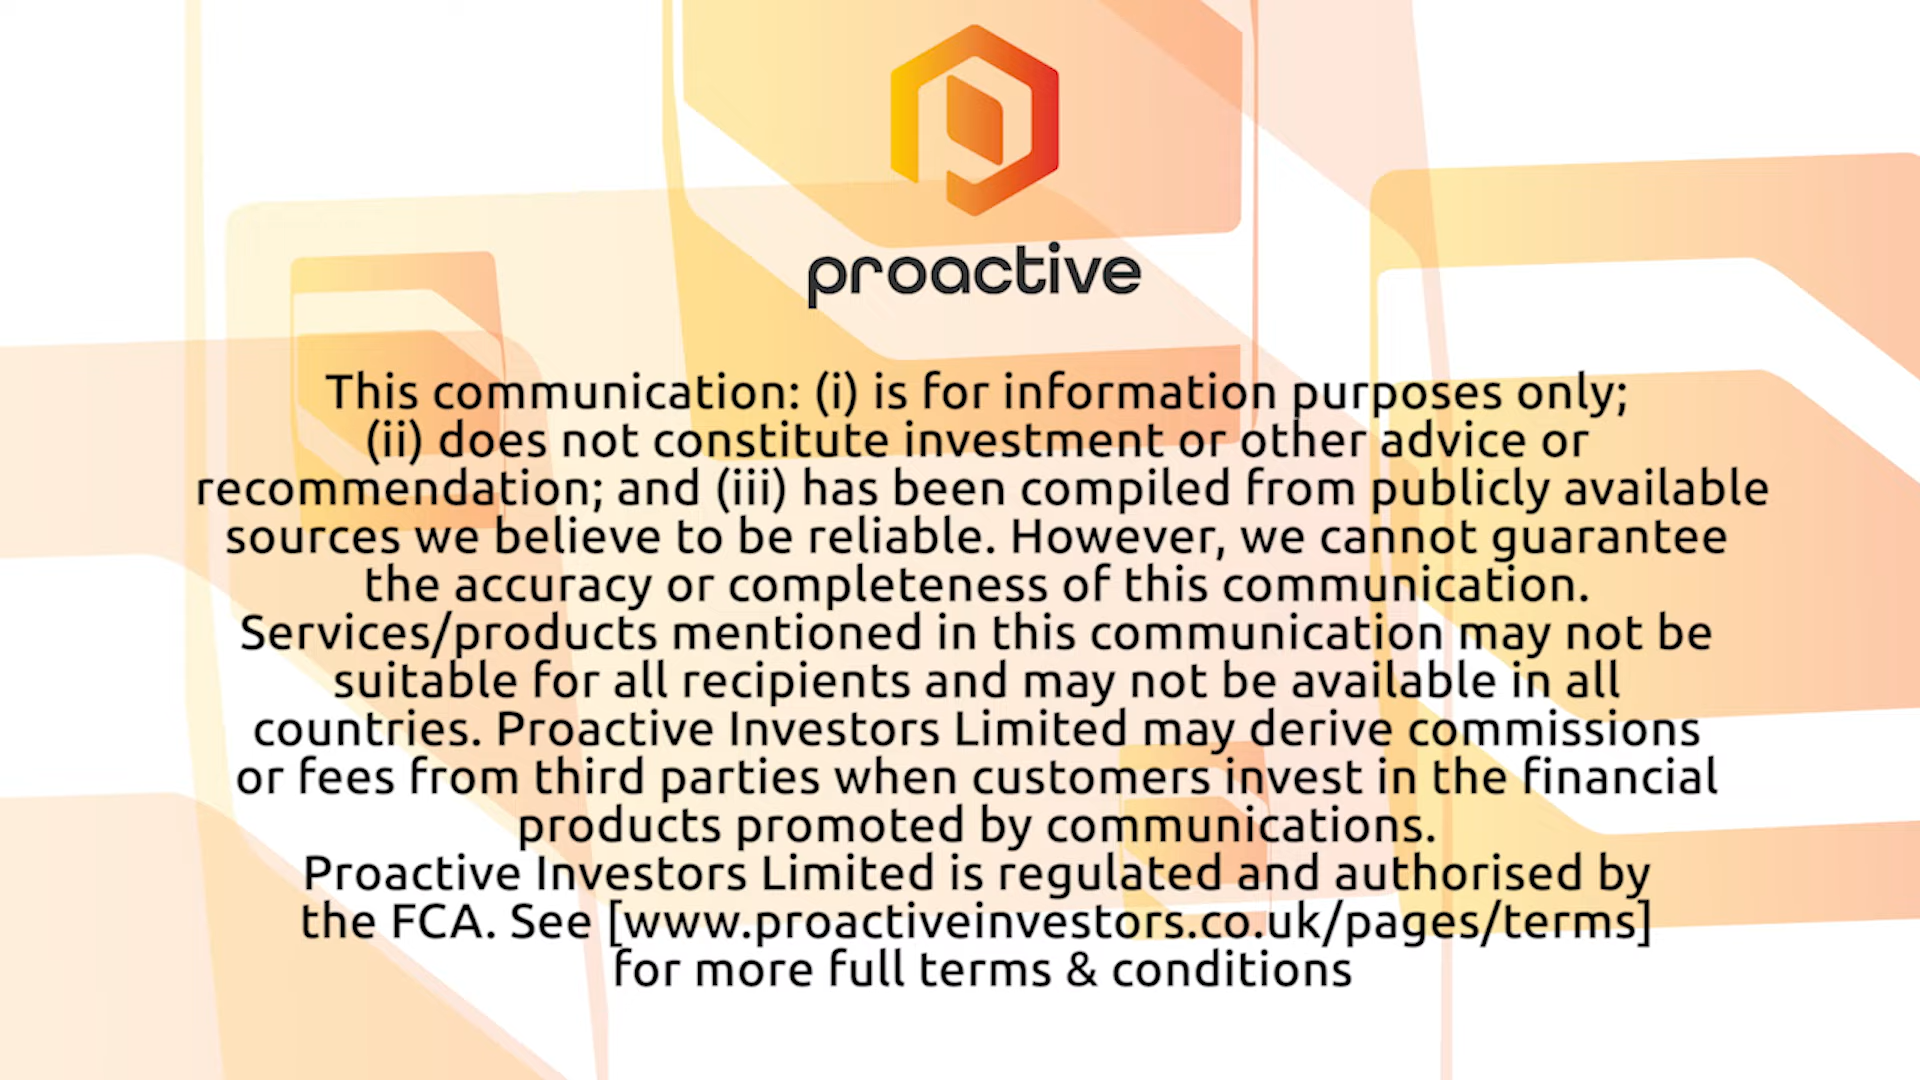 proactive
This communication: (i) is for information purposes only;
(ii) does not constitute investment or other advice or
recommendation; and (iii) has been compiled from publicly available
sources we believe to be reliable. However, we cannot guarantee
the accuracy or completeness of this communication.
Services/products mentioned in this communication may not be
suitable for all recipients and may not be available in all
countries. Proactive Investors Limited may derive commissions
or fees from third parties when customers invest in the financial
products promoted by communications.
Proactive Investors Limited is regulated and authorised by
the FCA. See [www.proactiveinvestors.co.uk/pages/terms]
for more full terms & conditions